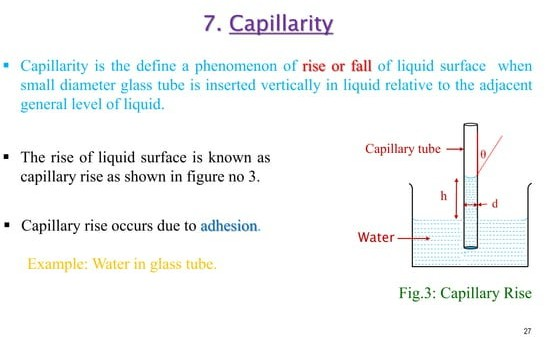 7. Capillarity
▪ Capillarity is the define a phenomenon of rise or fall of liquid surface when
small diameter glass tube is inserted vertically in liquid relative to the adjacent
general level of liquid.
▪ The rise of liquid surface is known as
capillary rise as shown in figure no 3.
▪ Capillary rise occurs due to adhesion.
Example: Water in glass tube.
Capillary tube
θ
h
d
Water
Fig.3: Capillary Rise
27